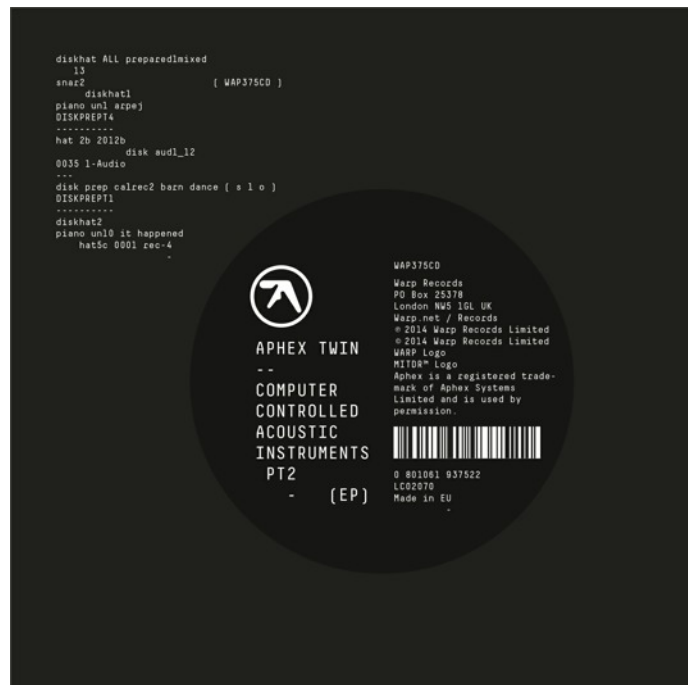 diskhat ALL prepared1mixed
13
snar2 [ WAP375CD ]
diskhat1
piano un1 arpej
DISKPREPT4
----------
hat 2b 2012b
disk aud1_12
0035 1-Audio
---
disk prep calrec2 barn dance [ s l o ]
DISKPREPT1
----------
diskhat2
piano un10 it happened
hat5c 0001 rec-4
-
APHEX TWIN
--
COMPUTER
CONTROLLED
ACOUSTIC
INSTRUMENTS
PT2
- [EP]
WAP375CD
Warp Records
PO Box 25378
London NW5 1GL UK
Warp.net / Records
℗ 2014 Warp Records Limited
© 2014 Warp Records Limited
WARP Logo
MITDR™ Logo
Aphex is a registered trade-
mark of Aphex Systems
Limited and is used by
permission.
0 801061 937522
LC02070
Made in EU
-